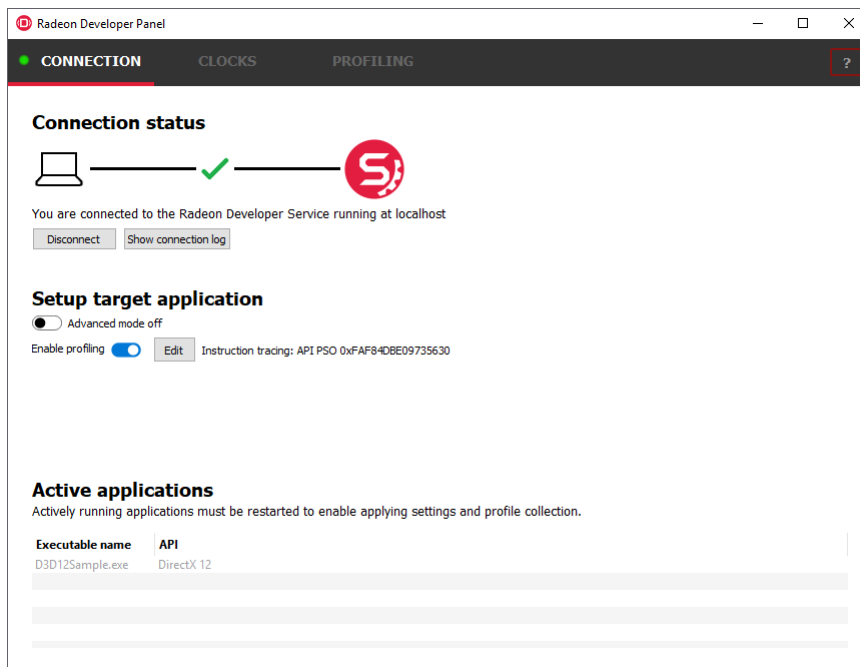 Radeon Developer Panel
CONNECTION CLOCKS PROFILING ?
Connection status
You are connected to the Radeon Developer Service running at localhost
Disconnect Show connection log
Setup target application
Advanced mode off
Enable profiling Edit Instruction tracing: API PSO 0xFAF84DBE09735630
Active applications
Actively running applications must be restarted to enable applying settings and profile collection.
Executable name API
D3D12Sample.exe DirectX 12